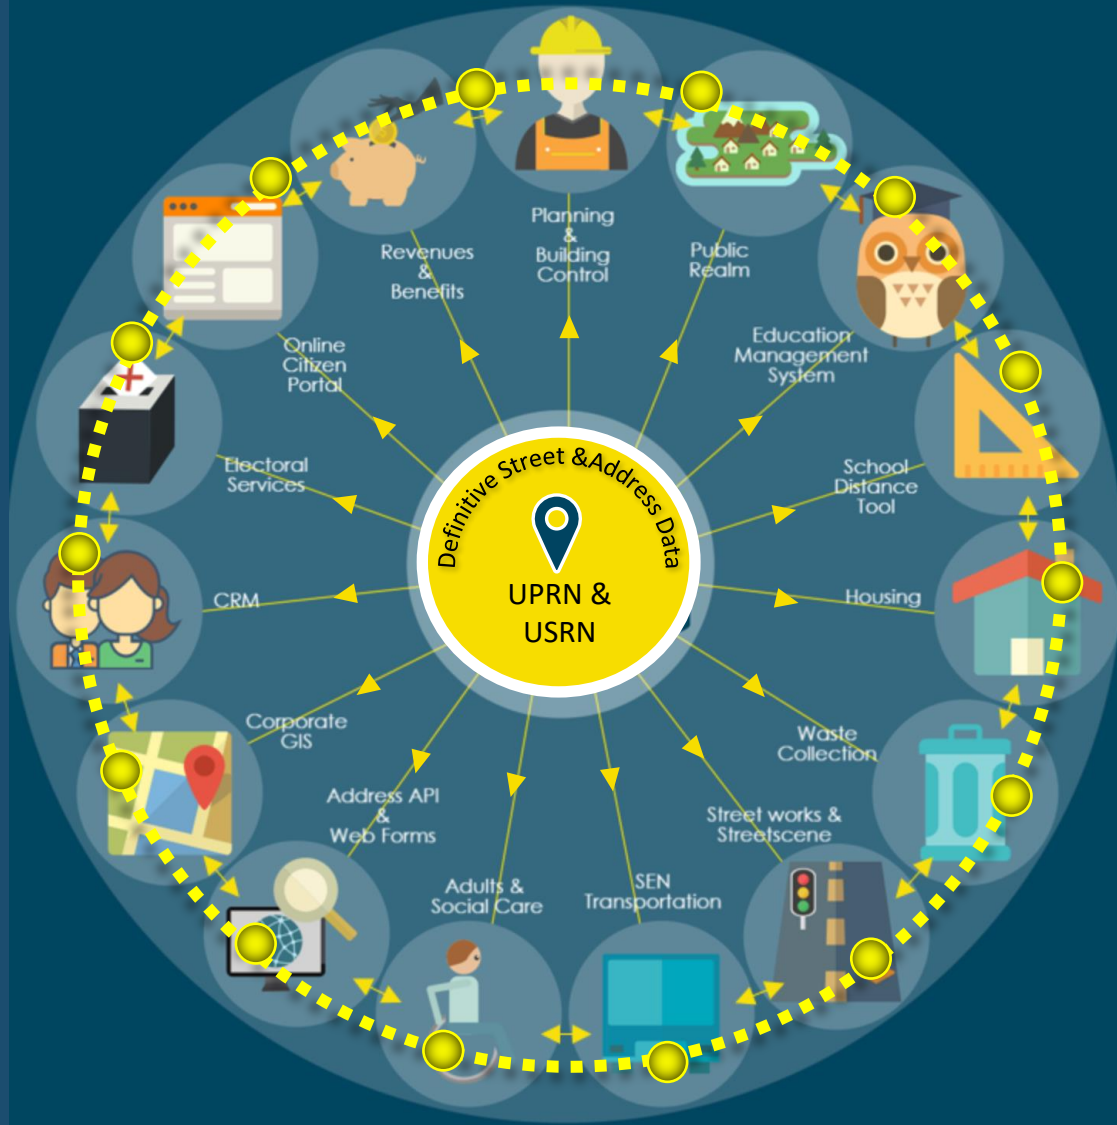 Definitive Street &Address Data
UPRN &
USRN
Planning
&
Building
Control
Public
Realm
Education
Management
System
School
Distance
Tool
Housing
Waste
Collection
Street works &
Streetscene
SEN
Transportation
Adults &
Social Care
Address API
&
Web Forms
Corporate
GIS
CRM
Electoral
Services
Online
Citizen
Portal
Revenues
&
Benefits
£